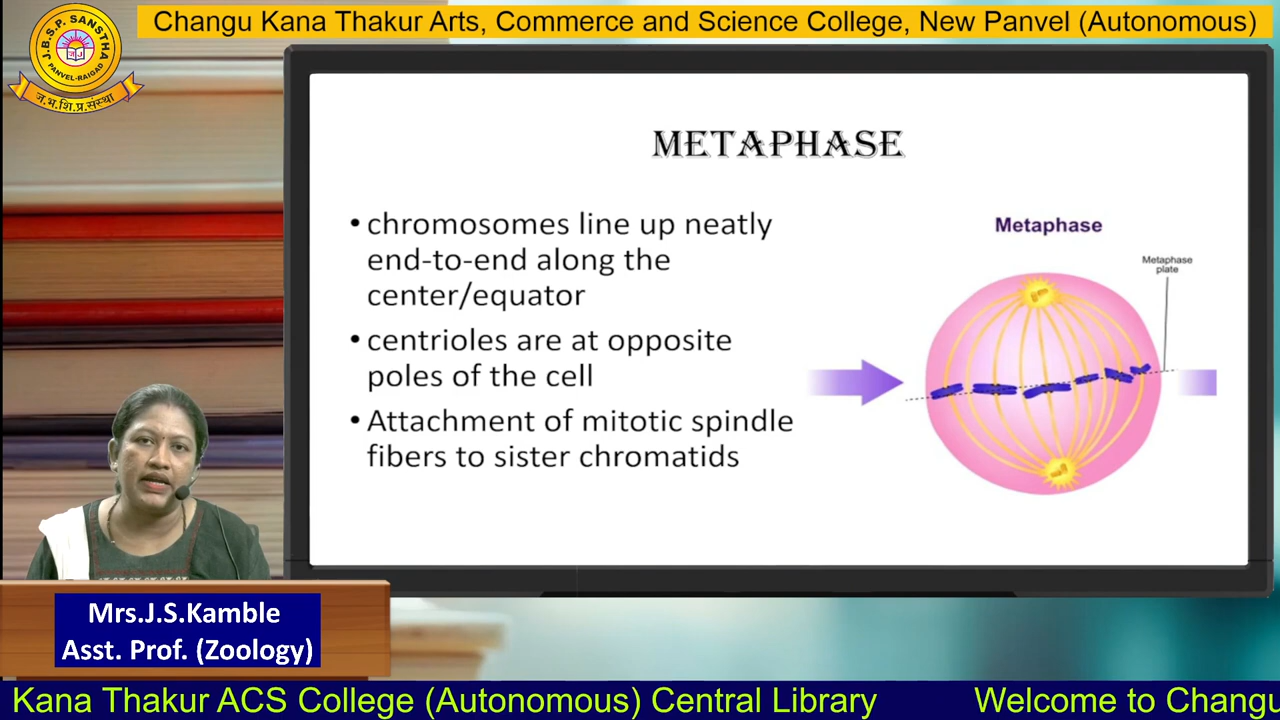 Changu Kana Thakur Arts, Commerce and Science College, New Panvel (Autonomous)
J.B.S.P. SANSTHA
PANVEL-RAIGAD
ज.भ.शि.प्र.संस्था
METAPHASE
• chromosomes line up neatly
end-to-end along the
center/equator
• centrioles are at opposite
poles of the cell
• Attachment of mitotic spindle
fibers to sister chromatids
Metaphase
Metaphase
plate
Mrs.J.S.Kamble
Asst. Prof. (Zoology)
Kana Thakur ACS College (Autonomous) Central Library Welcome to Changu